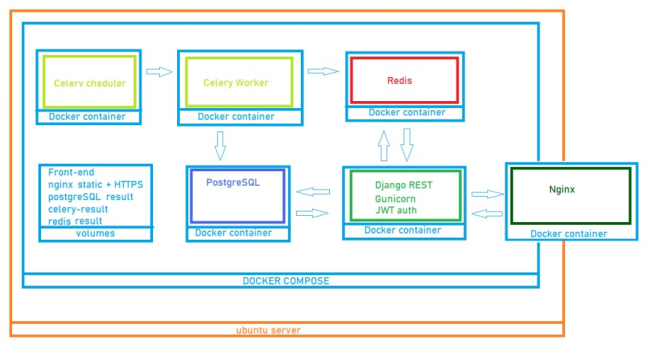 Celery cheduler
Docker container
Celery Worker
Docker container
Redis
Docker container
Front-end
nginx static + HTTPS
postgreSQL result
celery-result
redis result
volumes
PostgreSQL
Docker container
Django REST
Gunicorn
JWT auth
Docker container
Nginx
Docker container
DOCKER COMPOSE
ubuntu server